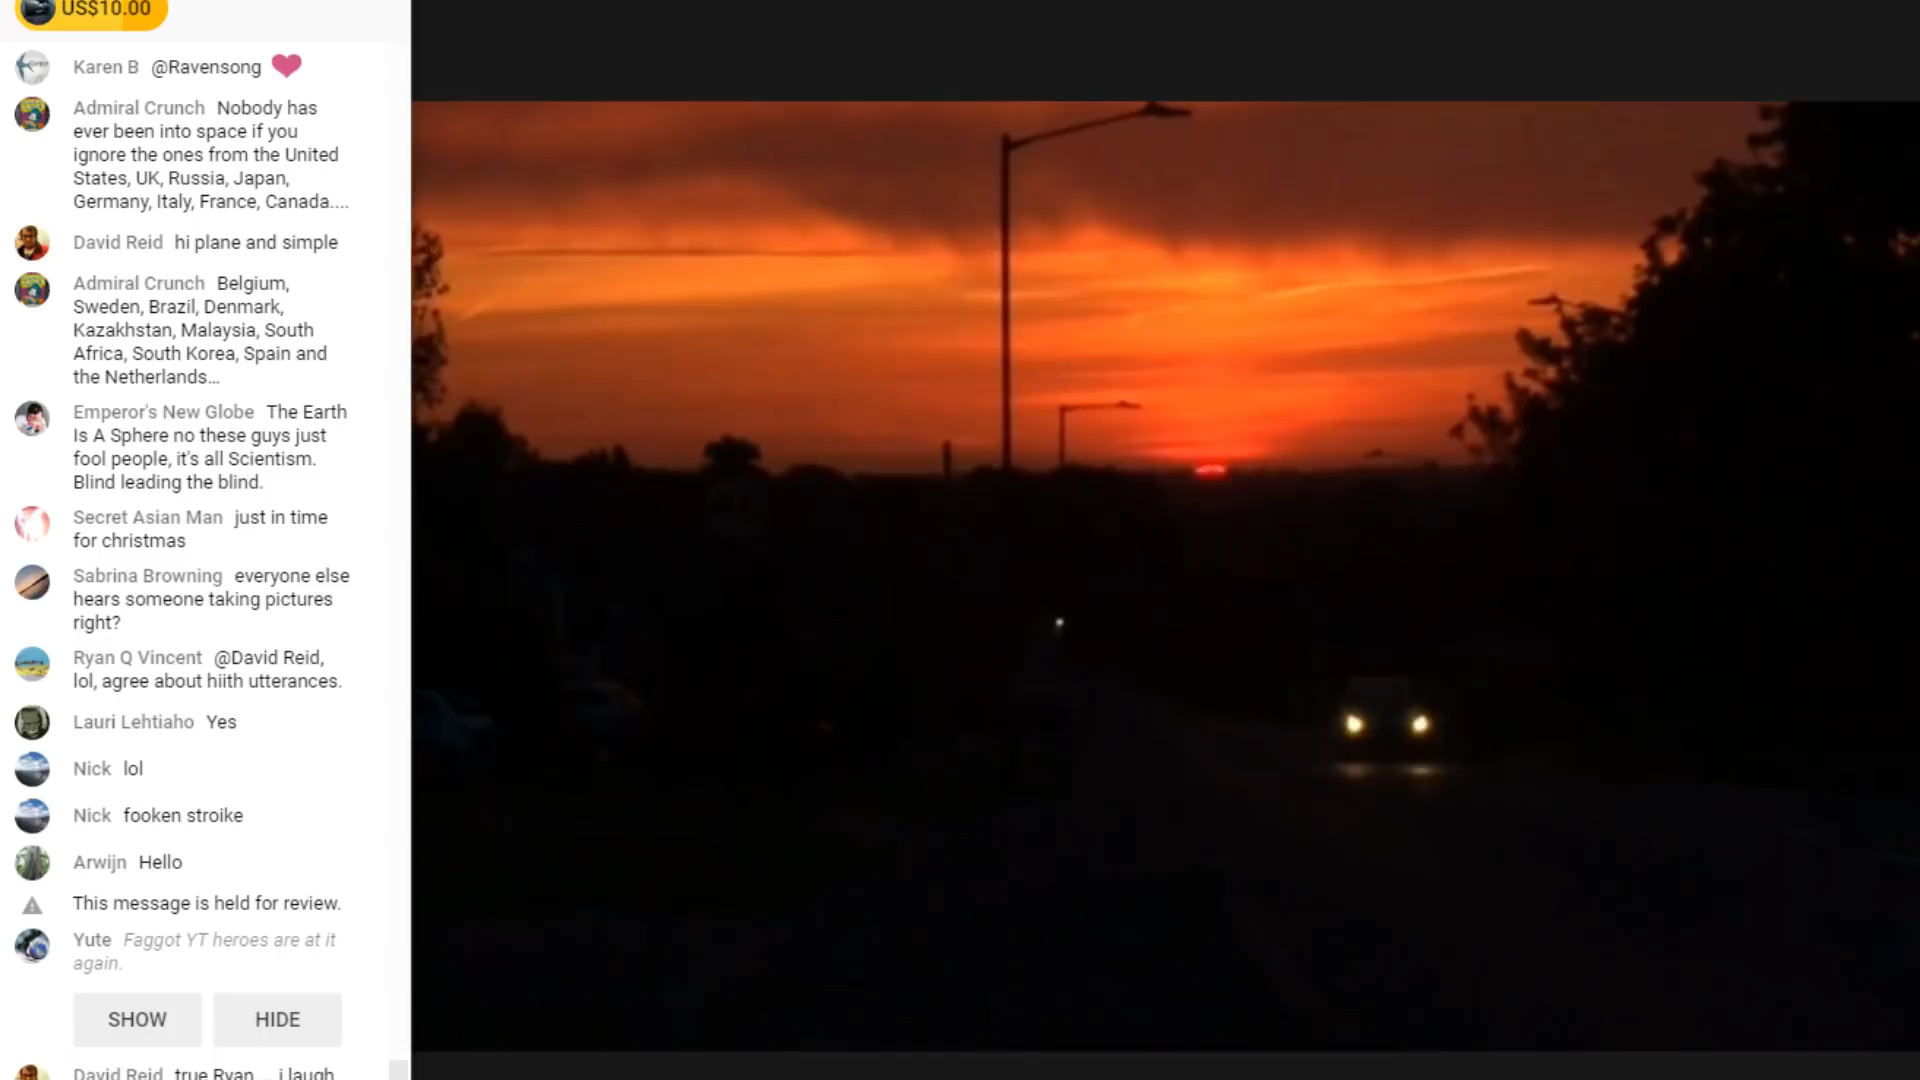 US$10.00
Karen B @Ravensong
Admiral Crunch Nobody has
ever been into space if you
ignore the ones from the United
States, UK, Russia, Japan,
Germany, Italy, France, Canada....
David Reid hi plane and simple
Admiral Crunch Belgium,
Sweden, Brazil, Denmark,
Kazakhstan, Malaysia, South
Africa, South Korea, Spain and
the Netherlands...
Emperor's New Globe The Earth
Is A Sphere no these guys just
fool people, it's all Scientism.
Blind leading the blind.
Secret Asian Man just in time
for christmas
Sabrina Browning everyone else
hears someone taking pictures
right?
Ryan Q Vincent @David Reid,
lol, agree about hiith utterances.
Lauri Lehtiaho Yes
Nick lol
Nick fooken stroike
Arwijn Hello
This message is held for review.
Yute Faggot YT heroes are at it
again.
SHOW HIDE
David Reid true Ryan ... i laugh